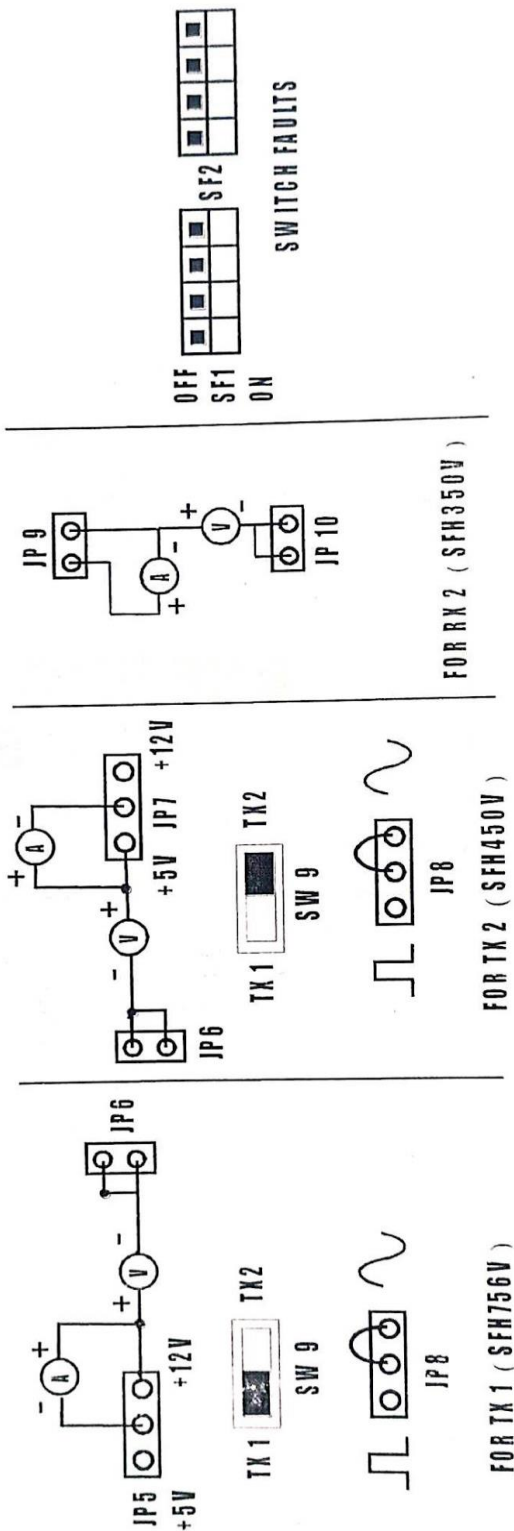 JP5
+5V
+12V
- A +
+ V -
JP6
TX1
TX2
SW 9
JP8
FOR TX 1 ( SFH756V )
JP6
- V +
+ A -
+5V
JP7
+12V
TX1
TX2
SW 9
JP8
FOR TX 2 ( SFH450V )
JP 9
+ A -
+ V -
JP 10
FOR RX 2 ( SFH350V )
OFF
SF1
ON
SF2
SWITCH FAULTS